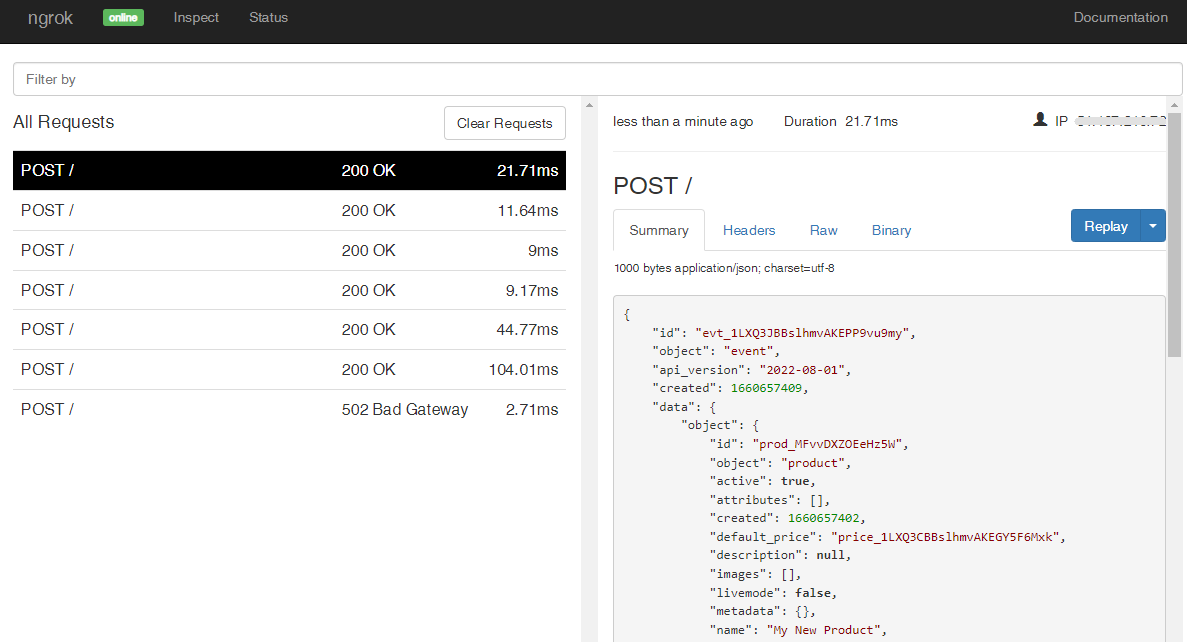 ngrok online Inspect Status Documentation
Filter by
All Requests Clear Requests
POST / 200 OK 21.71ms
POST / 200 OK 11.64ms
POST / 200 OK 9ms
POST / 200 OK 9.17ms
POST / 200 OK 44.77ms
POST / 200 OK 104.01ms
POST / 502 Bad Gateway 2.71ms
less than a minute ago Duration 21.71ms IP
POST /
Summary Headers Raw Binary Replay
1000 bytes application/json; charset=utf-8
{
"id": "evt_1LXQ3JBBslhmvAKEPP9vu9my",
"object": "event",
"api_version": "2022-08-01",
"created": 1660657409,
"data": {
"object": {
"id": "prod_MFvvDXZOEeHz5W",
"object": "product",
"active": true,
"attributes": [],
"created": 1660657402,
"default_price": "price_1LXQ3CBBslhmvAKEGY5F6Mxk",
"description": null,
"images": [],
"livemode": false,
"metadata": {},
"name": "My New Product",